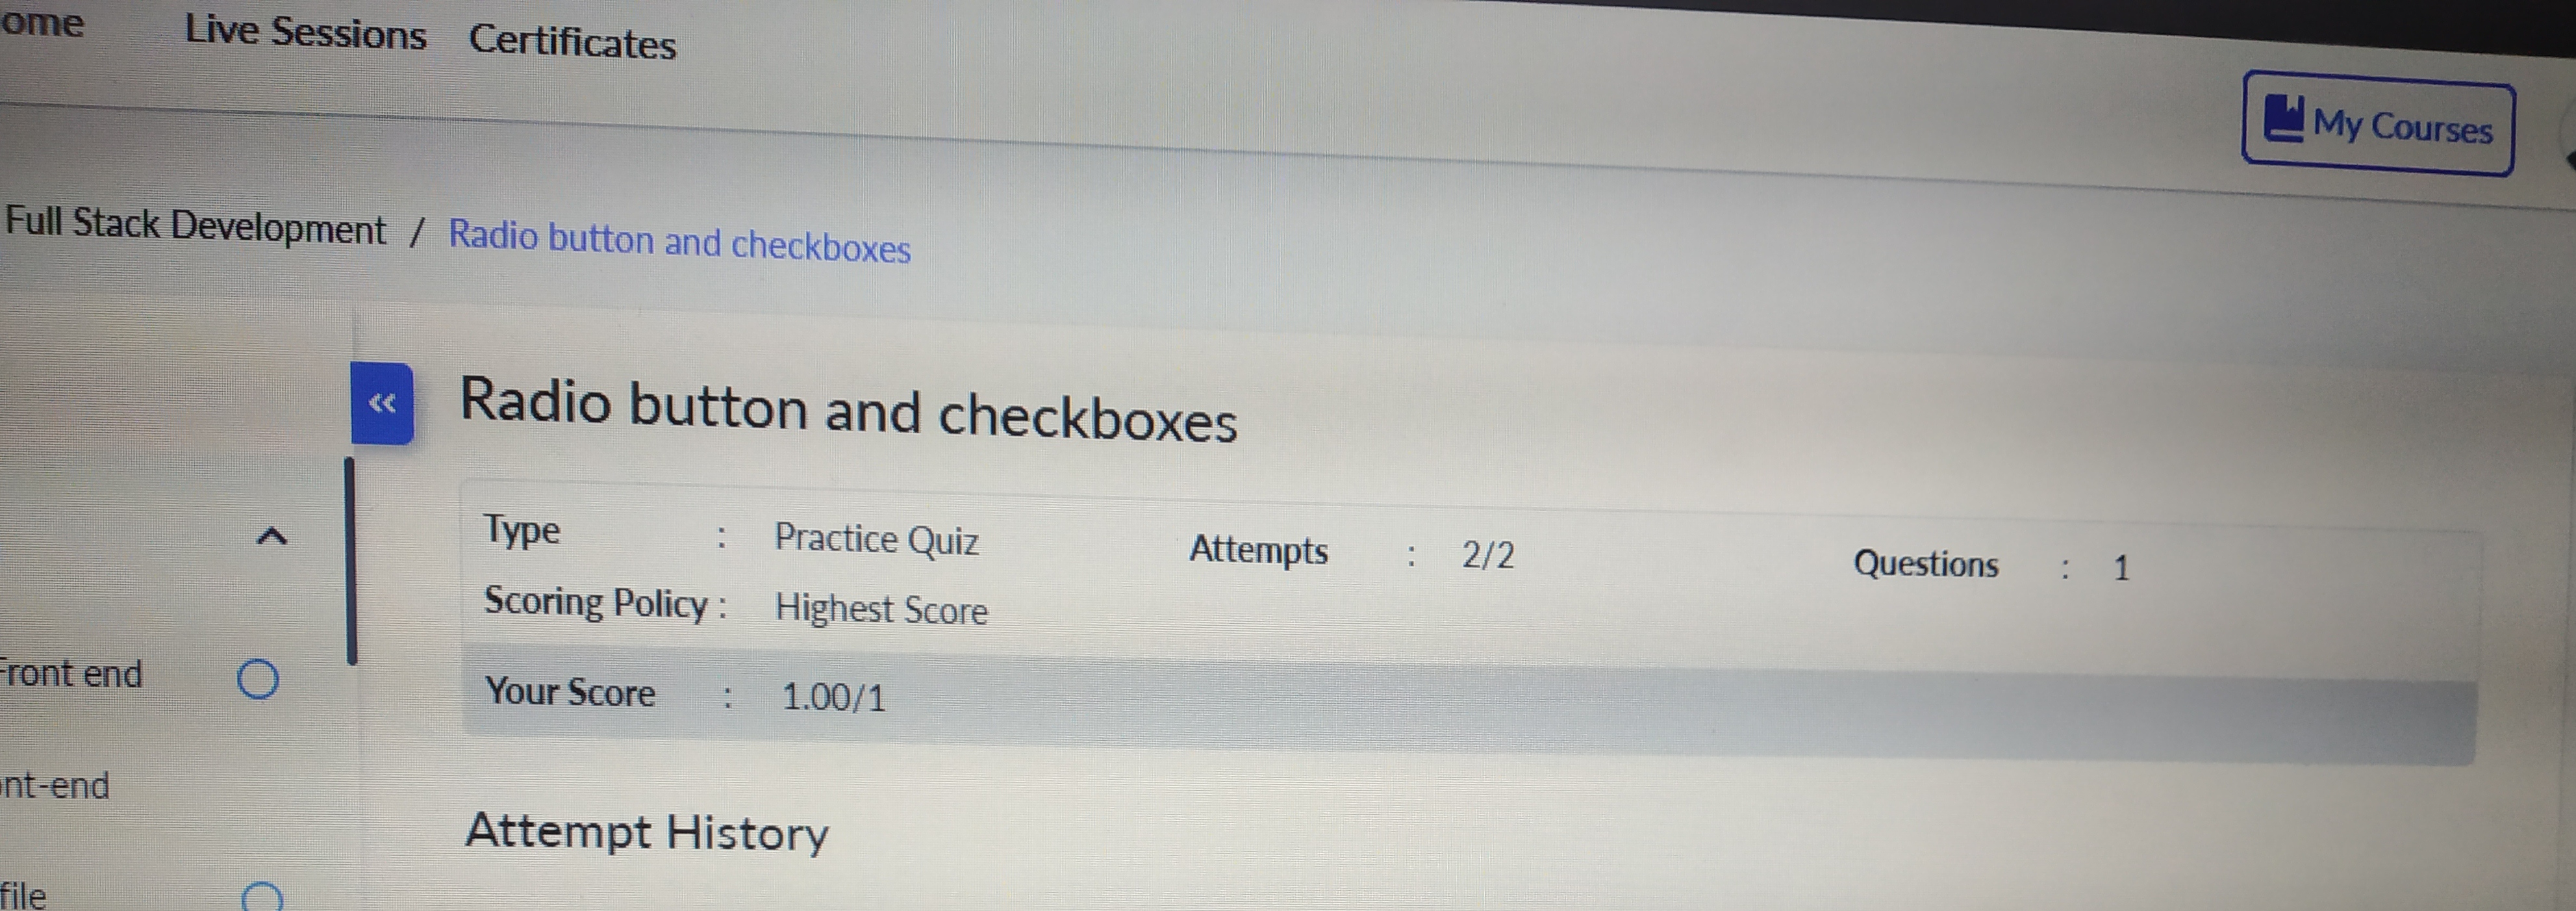 ome Live Sessions Certificates
My Courses
Full Stack Development / Radio button and checkboxes
«
Radio button and checkboxes
Type : Practice Quiz Attempts : 2/2 Questions : 1
Scoring Policy : Highest Score
Front end
Your Score : 1.00/1
nt-end
Attempt History
file